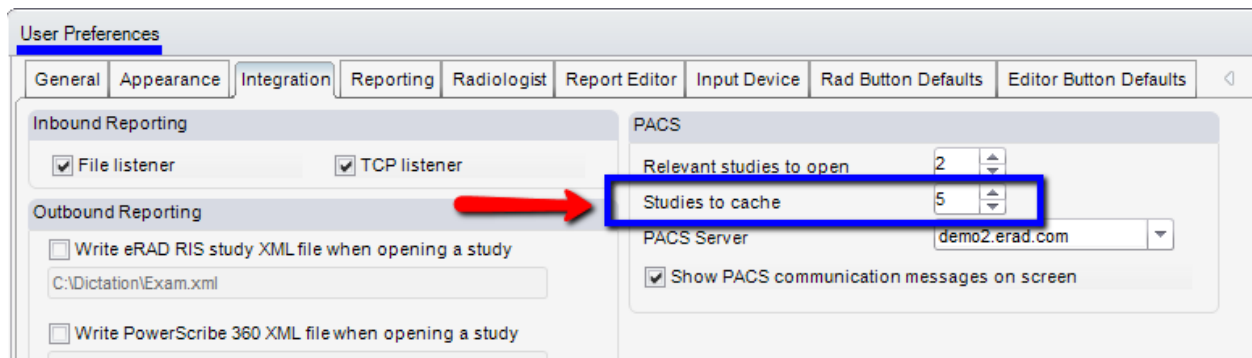 User Preferences
General Appearance Integration Reporting Radiologist Report Editor Input Device Rad Button Defaults Editor Button Defaults
Inbound Reporting
File listener TCP listener
Outbound Reporting
Write eRAD RIS study XML file when opening a study
C:\Dictation\Exam.xml
Write PowerScribe 360 XML file when opening a study
PACS
Relevant studies to open 2
Studies to cache 5
PACS Server demo2.erad.com
Show PACS communication messages on screen